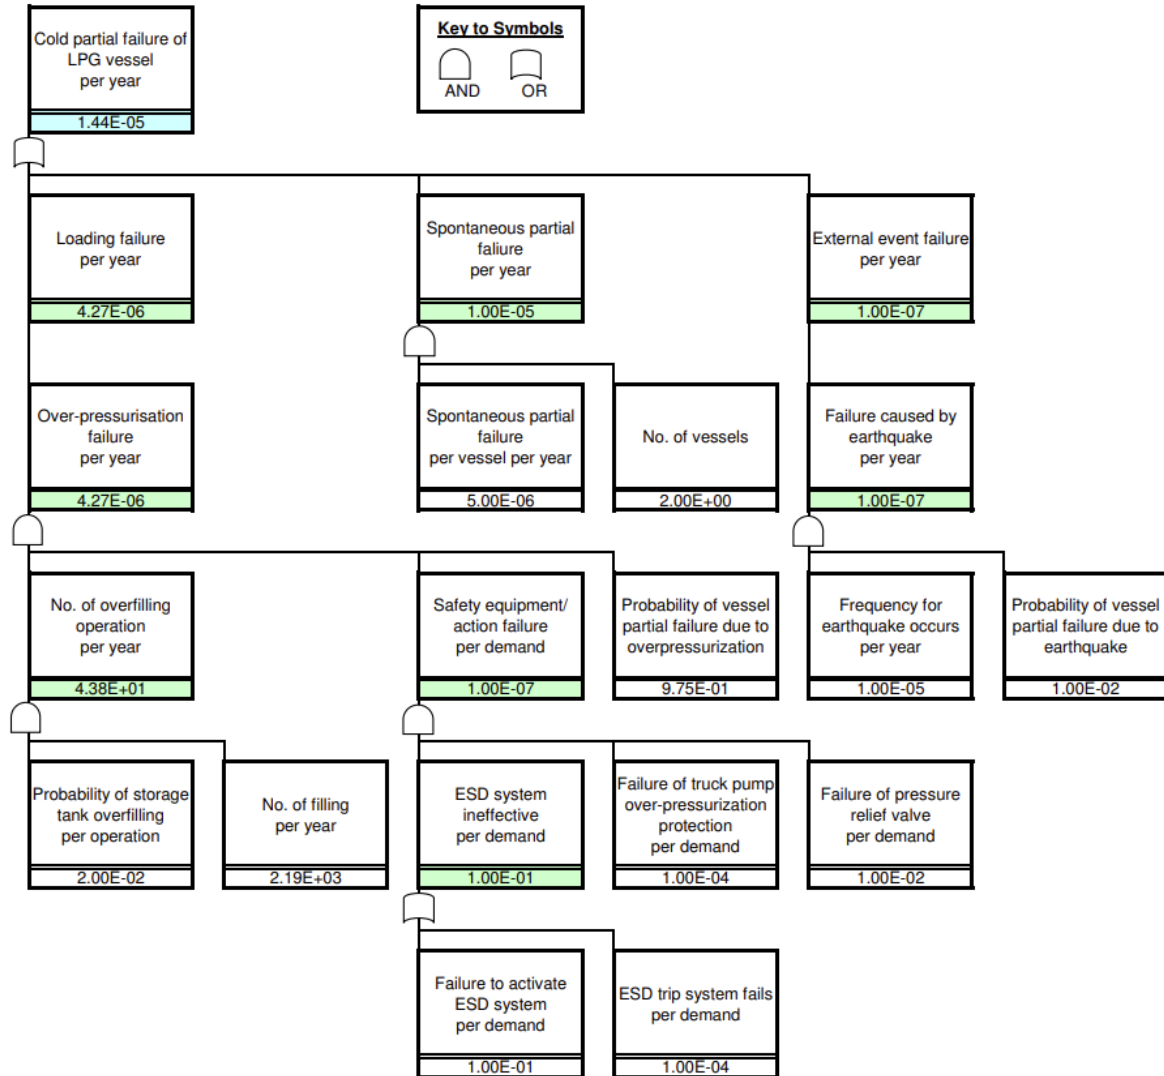 Cold partial failure of
LPG vessel
per year
1.44E-05
Key to Symbols
AND OR
Loading failure
per year
4.27E-06
Spontaneous partial
faliure
per year
1.00E-05
External event failure
per year
1.00E-07
Over-pressurisation
failure
per year
4.27E-06
Spontaneous partial
failure
per vessel per year
5.00E-06
No. of vessels
2.00E+00
Failure caused by
earthquake
per year
1.00E-07
No. of overfilling
operation
per year
4.38E+01
Safety equipment/
action failure
per demand
1.00E-07
Probability of vessel
partial failure due to
overpressurization
9.75E-01
Frequency for
earthquake occurs
per year
1.00E-05
Probability of vessel
partial failure due to
earthquake
1.00E-02
Probability of storage
tank overfilling
per operation
2.00E-02
No. of filling
per year
2.19E+03
ESD system
ineffective
per demand
1.00E-01
Failure of truck pump
over-pressurization
protection
per demand
1.00E-04
Failure of pressure
relief valve
per demand
1.00E-02
Failure to activate
ESD system
per demand
1.00E-01
ESD trip system fails
per demand
1.00E-04